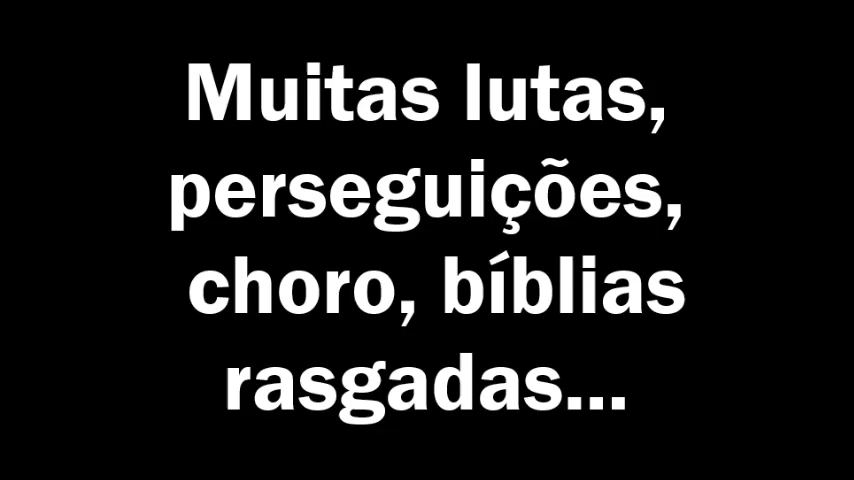 Muitas lutas,
perseguições,
choro, bíblias
rasgadas...